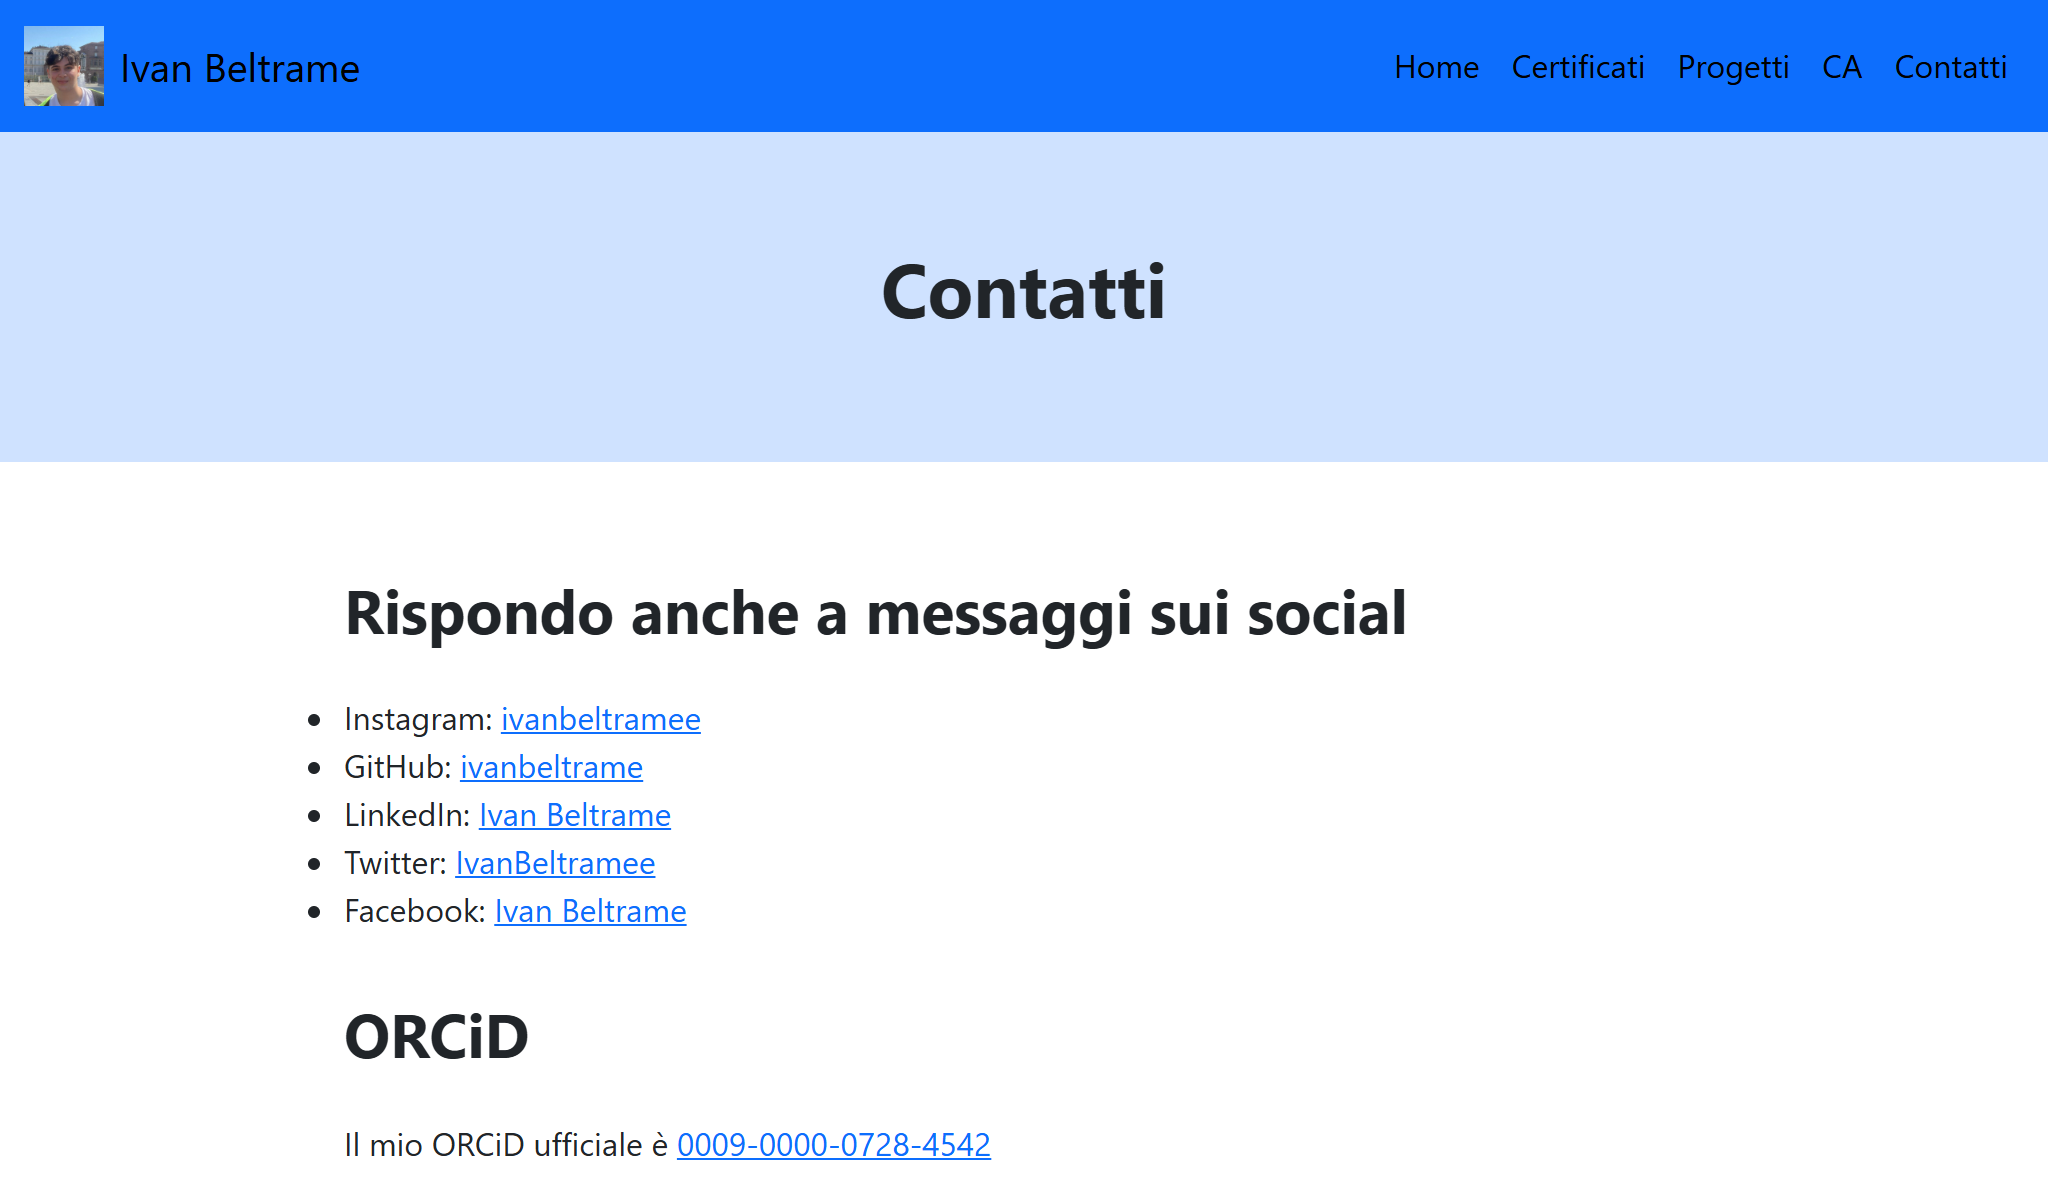 Ivan Beltrame
Home Certificati Progetti CA Contatti
Contatti
Rispondo anche a messaggi sui social
Instagram: ivanbeltramee
GitHub: ivanbeltrame
LinkedIn: Ivan Beltrame
Twitter: IvanBeltramee
Facebook: Ivan Beltrame
ORCiD
Il mio ORCiD ufficiale è 0009-0000-0728-4542